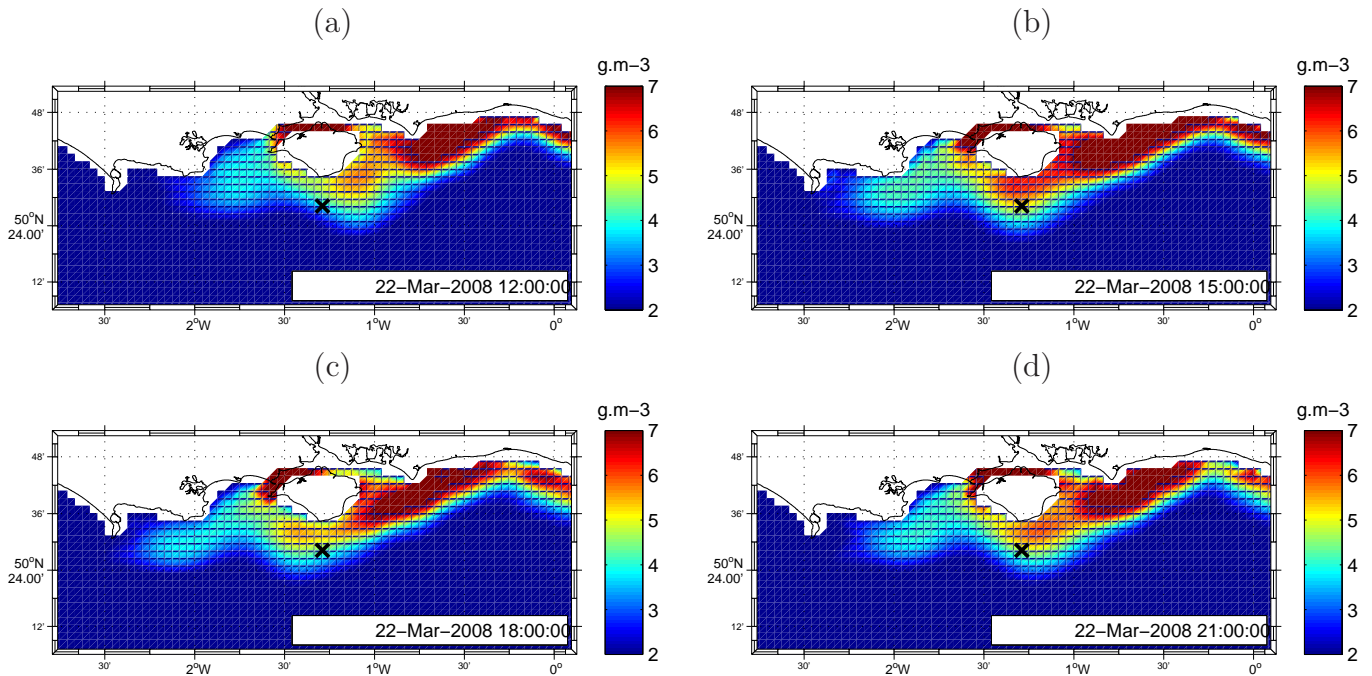 (a) (b)
g.m−3 g.m−3
48' 7 48' 7
6 6
36' 36'
5 5
50°N 50°N
24.00' 4 24.00' 4
3 3
12' 22−Mar−2008 12:00:00 12' 22−Mar−2008 15:00:00
2 2
30' 2°W 30' 1°W 30' 0° 30' 2°W 30' 1°W 30' 0°
(c) (d)
g.m−3 g.m−3
48' 7 48' 7
6 6
36' 36'
5 5
50°N 50°N
24.00' 4 24.00' 4
3 3
12' 22−Mar−2008 18:00:00 12' 22−Mar−2008 21:00:00
2 2
30' 2°W 30' 1°W 30' 0° 30' 2°W 30' 1°W 30' 0°